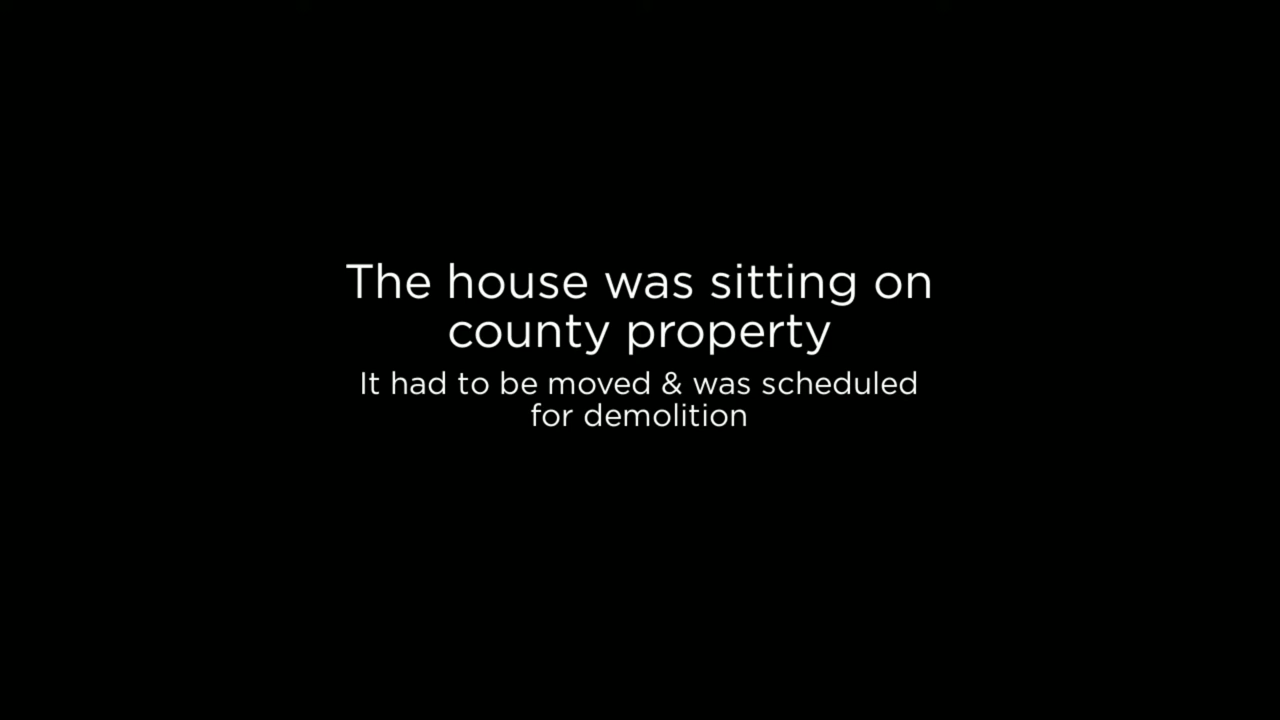 The house was sitting on
county property
It had to be moved & was scheduled
for demolition